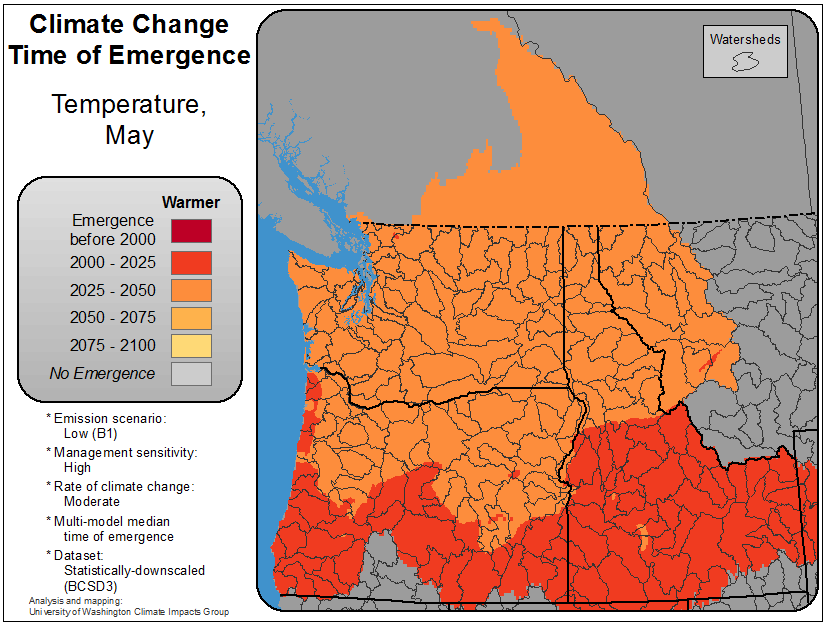 Climate Change
Time of Emergence
Temperature,
May
Warmer
Emergence
before 2000
2000 - 2025
2025 - 2050
2050 - 2075
2075 - 2100
No Emergence
* Emission scenario:
Low (B1)
* Management sensitivity:
High
* Rate of climate change:
Moderate
* Multi-model median
time of emergence
* Dataset:
Statistically-downscaled
(BCSD3)
Analysis and mapping:
University of Washington Climate Impacts Group
Watersheds